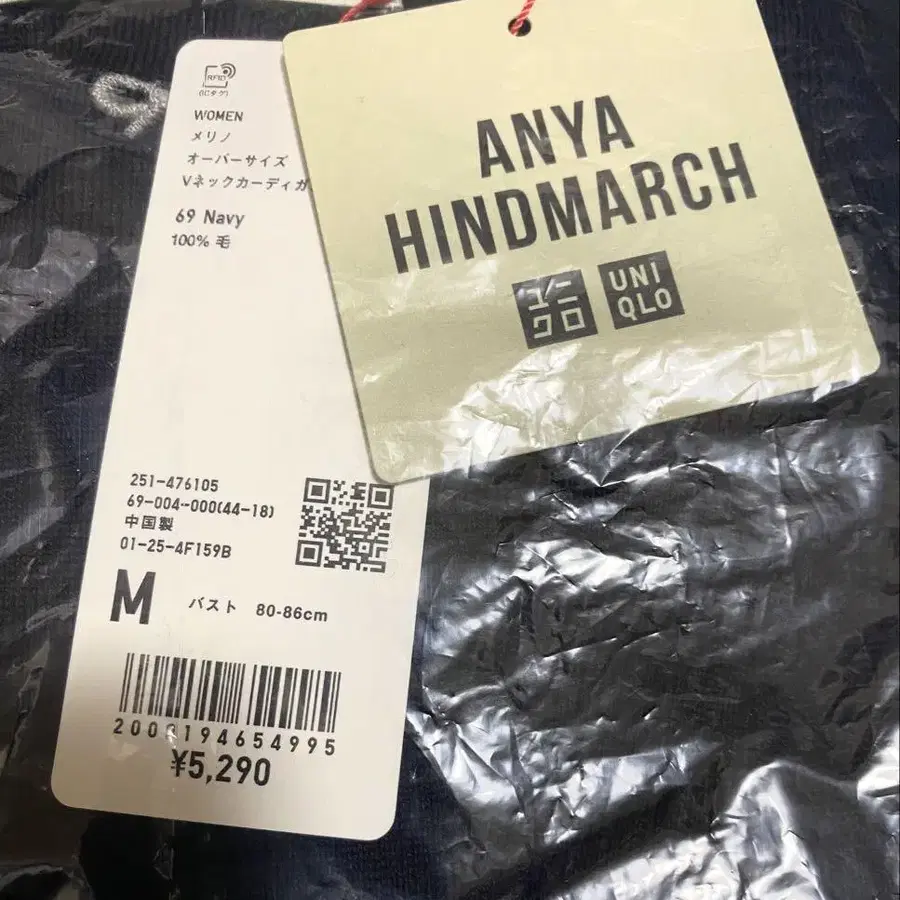 RFID
(ICタグ)
WOMEN
メリノ
オーバーサイズ
Vネックカーディガ
69 Navy
100% 毛
251-476105
69-004-000(44-18)
中国製
01-25-4F159B
M バスト 80-86cm
2000194654995
¥5,290
ANYA
HINDMARCH
ユニ
クロ
UNI
QLO